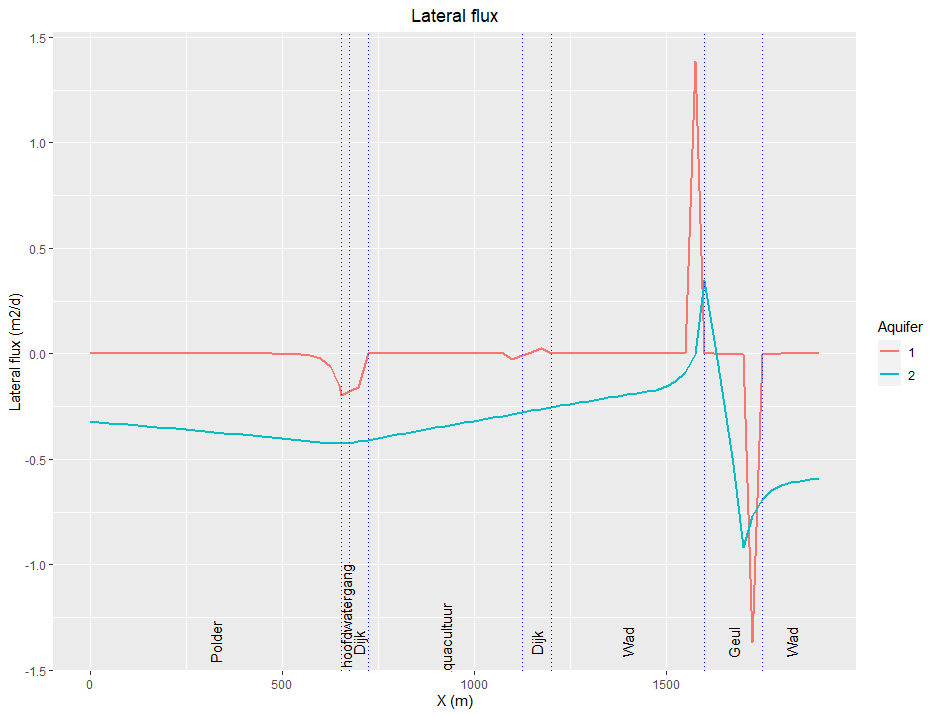 Lateral flux
1.5
1.0
0.5
0.0
-0.5
-1.0
-1.5
Lateral flux (m2/d)
Polder
hoofdwatergang
Dijk
quacultuur
Dijk
Wad
Geul
Wad
0
500
1000
1500
X (m)
Aquifer
1
2